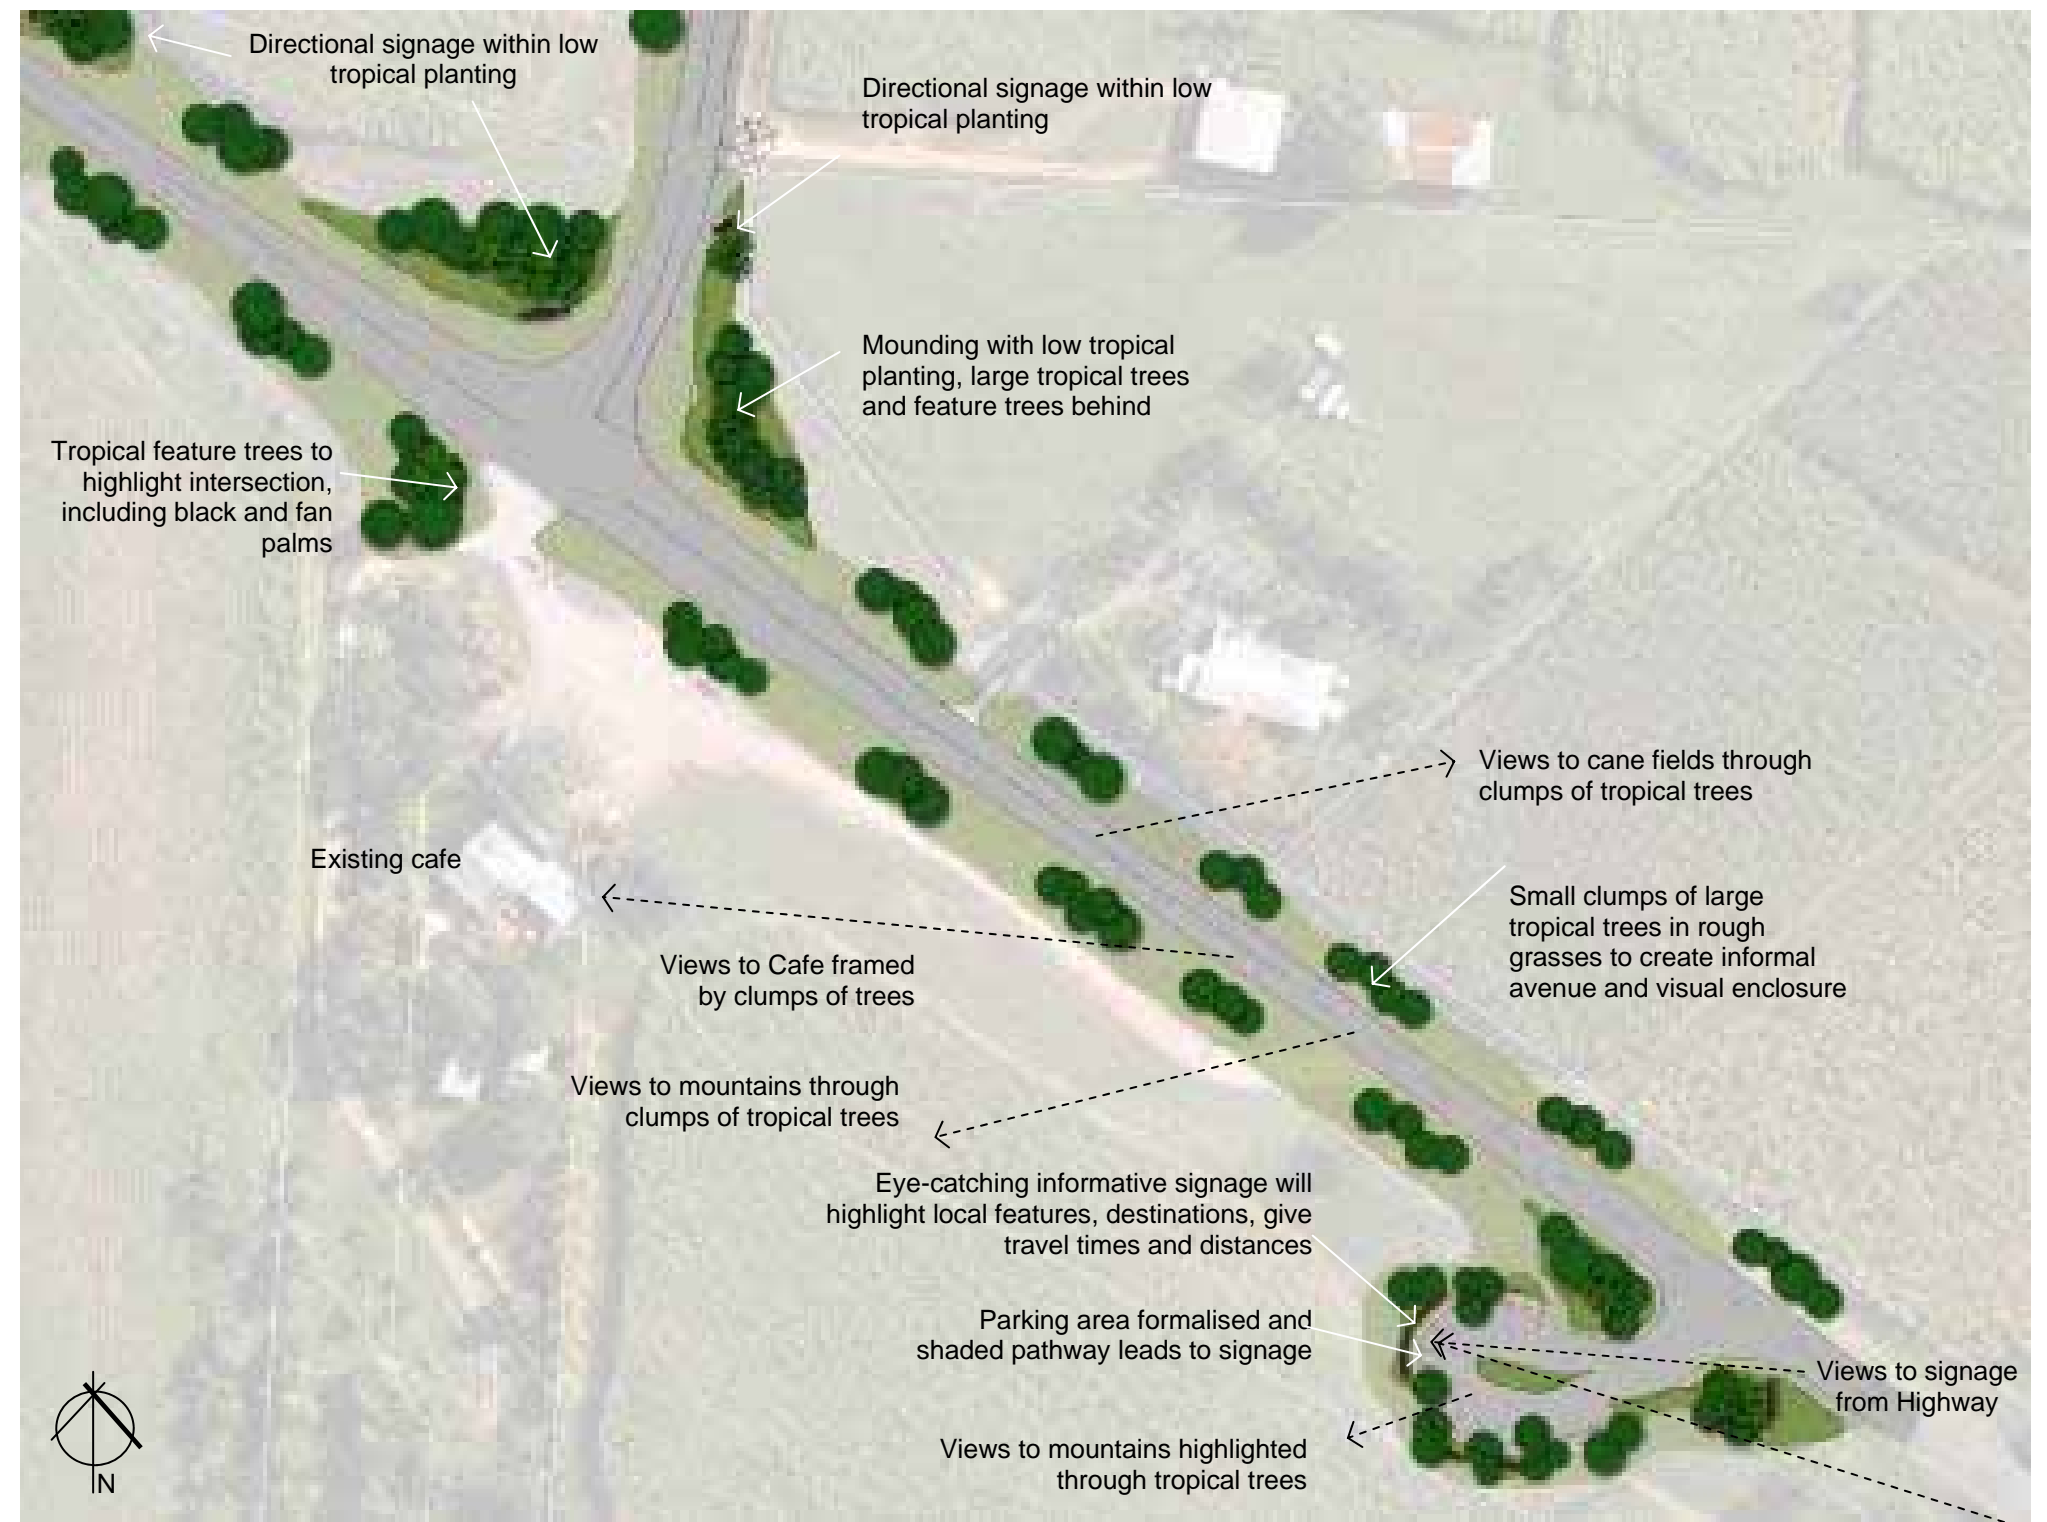 Directional signage within low
tropical planting
Directional signage within low
tropical planting
Mounding with low tropical
planting, large tropical trees
and feature trees behind
Tropical feature trees to
highlight intersection,
including black and fan
palms
Views to cane fields through
clumps of tropical trees
Existing cafe
Small clumps of large
tropical trees in rough
grasses to create informal
avenue and visual enclosure
Views to Cafe framed
by clumps of trees
Views to mountains through
clumps of tropical trees
Eye-catching informative signage will
highlight local features, destinations, give
travel times and distances
Parking area formalised and
shaded pathway leads to signage
Views to signage
from Highway
Views to mountains highlighted
through tropical trees
N